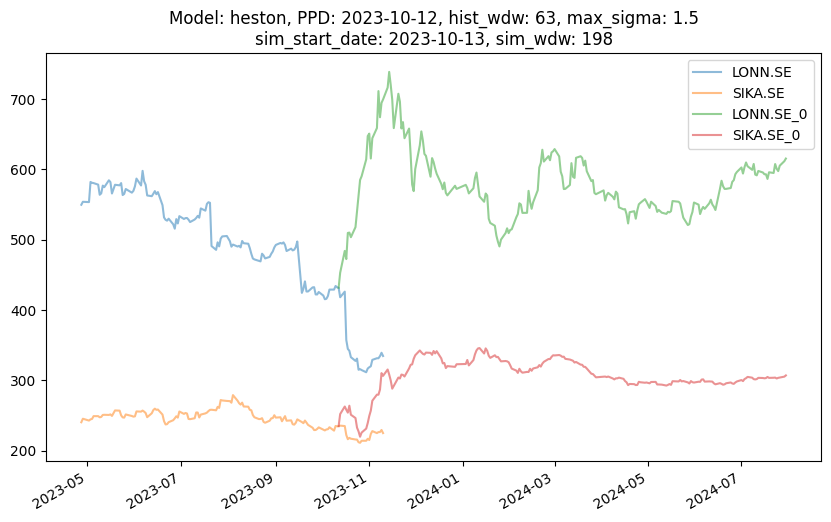 Model: heston, PPD: 2023-10-12, hist_wdw: 63, max_sigma: 1.5
sim_start_date: 2023-10-13, sim_wdw: 198
LONN.SE
SIKA.SE
LONN.SE_0
SIKA.SE_0
700
600
500
400
300
200
2023-05
2023-07
2023-09
2023-11
2024-01
2024-03
2024-05
2024-07